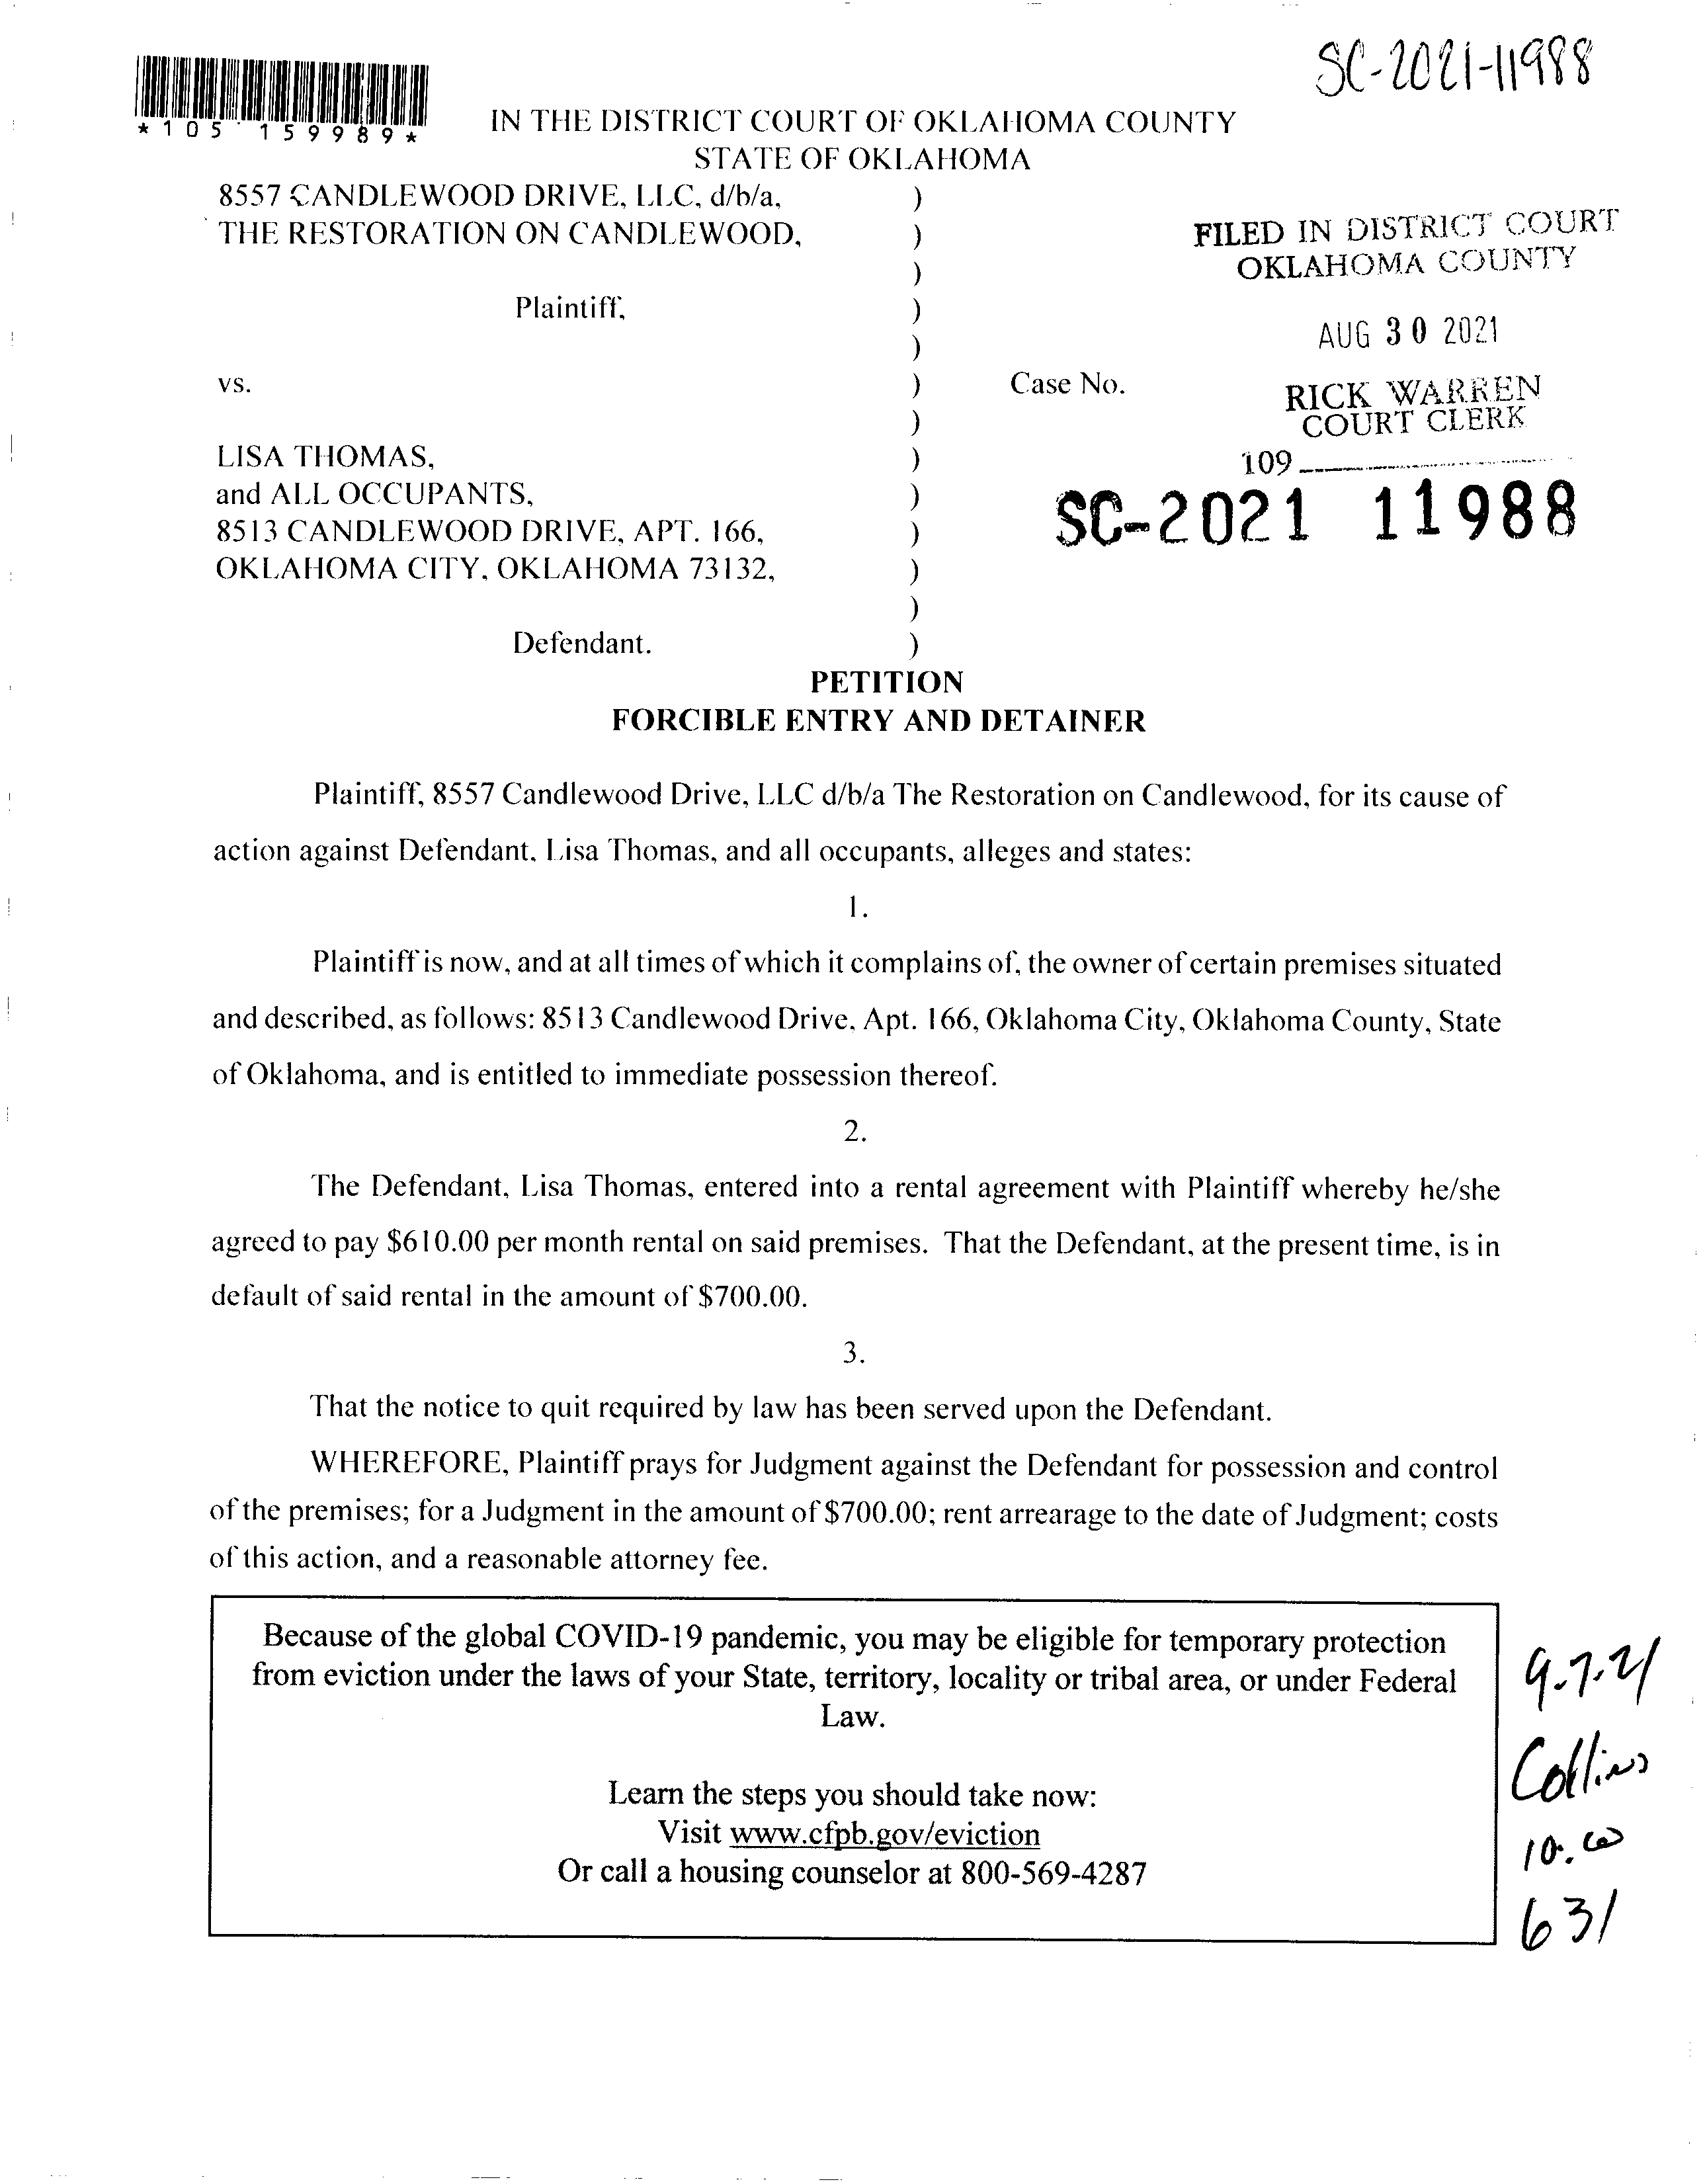 SC-2021-11988
*105159989*
IN THE DISTRICT COURT OF OKLAHOMA COUNTY
STATE OF OKLAHOMA
8557 CANDLEWOOD DRIVE, LLC, d/b/a, )
THE RESTORATION ON CANDLEWOOD, )
)
Plaintiff, )
)
vs. ) Case No.
)
LISA THOMAS, )
and ALL OCCUPANTS, )
8513 CANDLEWOOD DRIVE, APT. 166, )
OKLAHOMA CITY, OKLAHOMA 73132, )
)
Defendant. )
FILED IN DISTRICT COURT
OKLAHOMA COUNTY
AUG 30 2021
RICK WARREN
COURT CLERK
109
SC-2021 11988
PETITION
FORCIBLE ENTRY AND DETAINER
Plaintiff, 8557 Candlewood Drive, LLC d/b/a The Restoration on Candlewood, for its cause of
action against Defendant, Lisa Thomas, and all occupants, alleges and states:
1.
Plaintiff is now, and at all times of which it complains of, the owner of certain premises situated
and described, as follows: 8513 Candlewood Drive, Apt. 166, Oklahoma City, Oklahoma County, State
of Oklahoma, and is entitled to immediate possession thereof.
2.
The Defendant, Lisa Thomas, entered into a rental agreement with Plaintiff whereby he/she
agreed to pay $610.00 per month rental on said premises. That the Defendant, at the present time, is in
default of said rental in the amount of $700.00.
3.
That the notice to quit required by law has been served upon the Defendant.
WHEREFORE, Plaintiff prays for Judgment against the Defendant for possession and control
of the premises; for a Judgment in the amount of $700.00; rent arrearage to the date of Judgment; costs
of this action, and a reasonable attorney fee.
Because of the global COVID-19 pandemic, you may be eligible for temporary protection
from eviction under the laws of your State, territory, locality or tribal area, or under Federal
Law.
Learn the steps you should take now:
Visit www.cfpb.gov/eviction
Or call a housing counselor at 800-569-4287
9.7.21
Collins
10.00
631